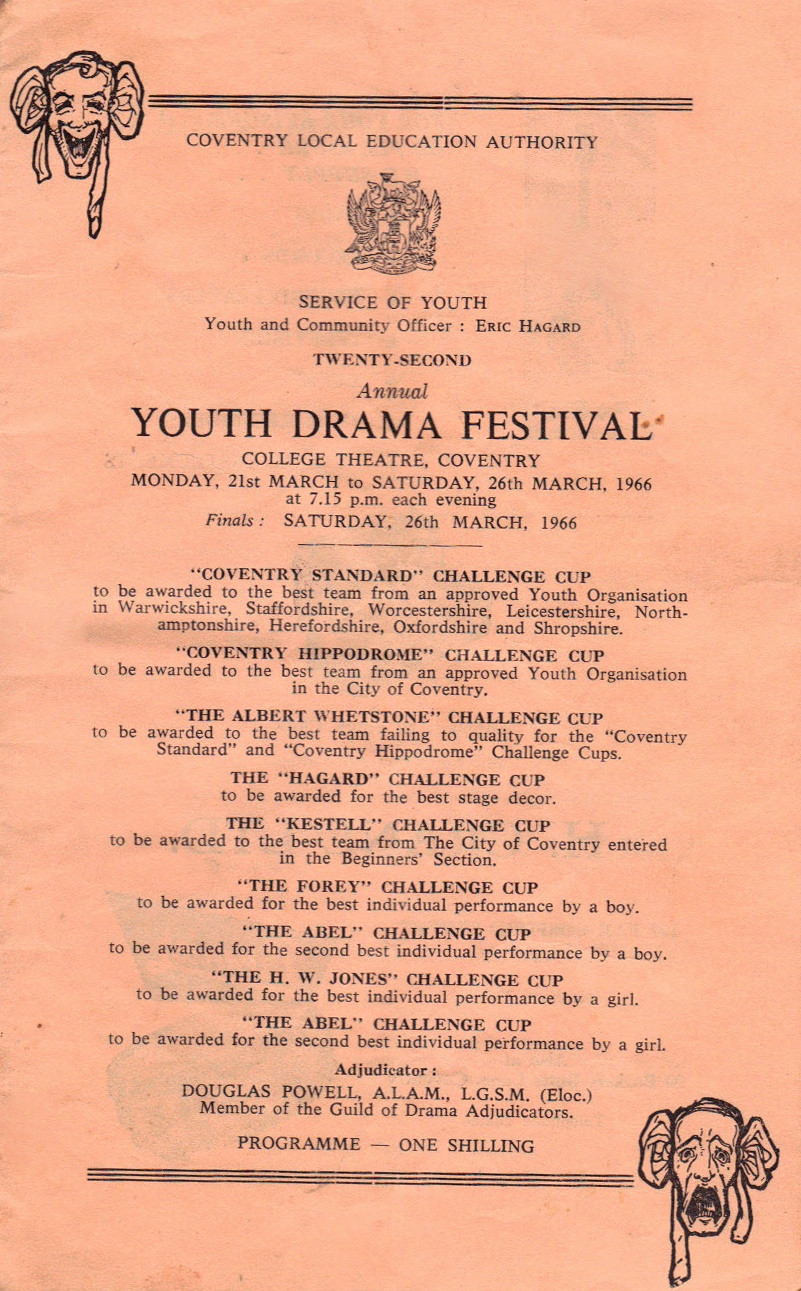 COVENTRY LOCAL EDUCATION AUTHORITY
SERVICE OF YOUTH
Youth and Community Officer : ERIC HAGARD
TWENTY-SECOND
Annual
YOUTH DRAMA FESTIVAL
COLLEGE THEATRE, COVENTRY
MONDAY, 21st MARCH to SATURDAY, 26th MARCH, 1966
at 7.15 p.m. each evening
Finals : SATURDAY, 26th MARCH, 1966
"COVENTRY STANDARD" CHALLENGE CUP
to be awarded to the best team from an approved Youth Organisation
in Warwickshire, Staffordshire, Worcestershire, Leicestershire, North-
amptonshire, Herefordshire, Oxfordshire and Shropshire.
"COVENTRY HIPPODROME" CHALLENGE CUP
to be awarded to the best team from an approved Youth Organisation
in the City of Coventry.
"THE ALBERT WHETSTONE" CHALLENGE CUP
to be awarded to the best team failing to quality for the "Coventry
Standard" and "Coventry Hippodrome" Challenge Cups.
THE "HAGARD" CHALLENGE CUP
to be awarded for the best stage decor.
THE "KESTELL" CHALLENGE CUP
to be awarded to the best team from The City of Coventry entered
in the Beginners' Section.
"THE FOREY" CHALLENGE CUP
to be awarded for the best individual performance by a boy.
"THE ABEL" CHALLENGE CUP
to be awarded for the second best individual performance by a boy.
"THE H. W. JONES" CHALLENGE CUP
to be awarded for the best individual performance by a girl.
"THE ABEL" CHALLENGE CUP
to be awarded for the second best individual performance by a girl.
Adjudicator :
DOUGLAS POWELL, A.L.A.M., L.G.S.M. (Eloc.)
Member of the Guild of Drama Adjudicators.
PROGRAMME — ONE SHILLING